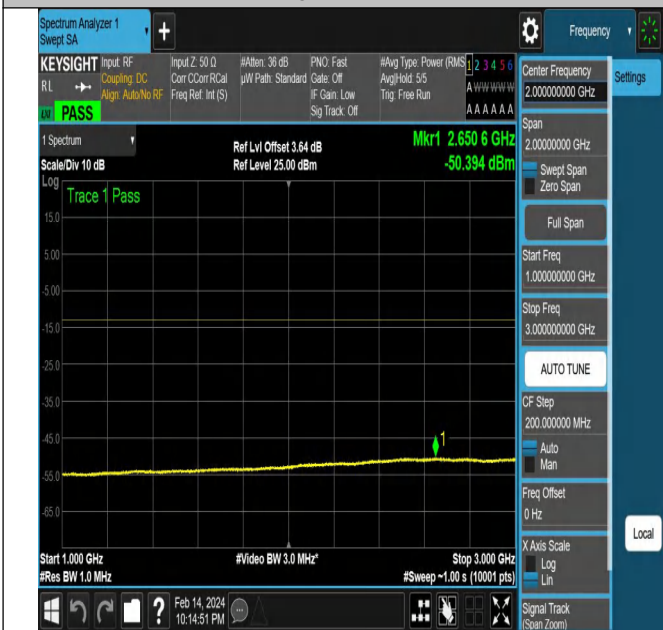 Spectrum Analyzer 1
Swept SA
+
Frequency
KEYSIGHT
RL
LXI
PASS
Input: RF
Coupling: DC
Align: Auto/No RF
Input Z: 50 Ω
Corr CCorr RCal
Freq Ref: Int (S)
#Atten: 36 dB
µW Path: Standard
PNO: Fast
Gate: Off
IF Gain: Low
Sig Track: Off
#Avg Type: Power (RMS
Avg|Hold: 5/5
Trig: Free Run
1 2 3 4 5 6
A W W W W W
A A A A A A
1 Spectrum
Scale/Div 10 dB
Ref Lvl Offset 3.64 dB
Ref Level 25.00 dBm
Mkr1 2.650 6 GHz
-50.394 dBm
Log
Trace 1 Pass
15.0
5.00
-5.00
-15.0
-25.0
-35.0
-45.0
-55.0
-65.0
1
Start 1.000 GHz
#Res BW 1.0 MHz
#Video BW 3.0 MHz*
Stop 3.000 GHz
#Sweep ~1.00 s (10001 pts)
Feb 14, 2024
10:14:51 PM
?
Center Frequency
2.000000000 GHz
Span
2.00000000 GHz
Swept Span
Zero Span
Full Span
Start Freq
1.000000000 GHz
Stop Freq
3.000000000 GHz
AUTO TUNE
CF Step
200.000000 MHz
Auto
Man
Freq Offset
0 Hz
X Axis Scale
Log
Lin
Signal Track
(Span Zoom)
Settings
Local